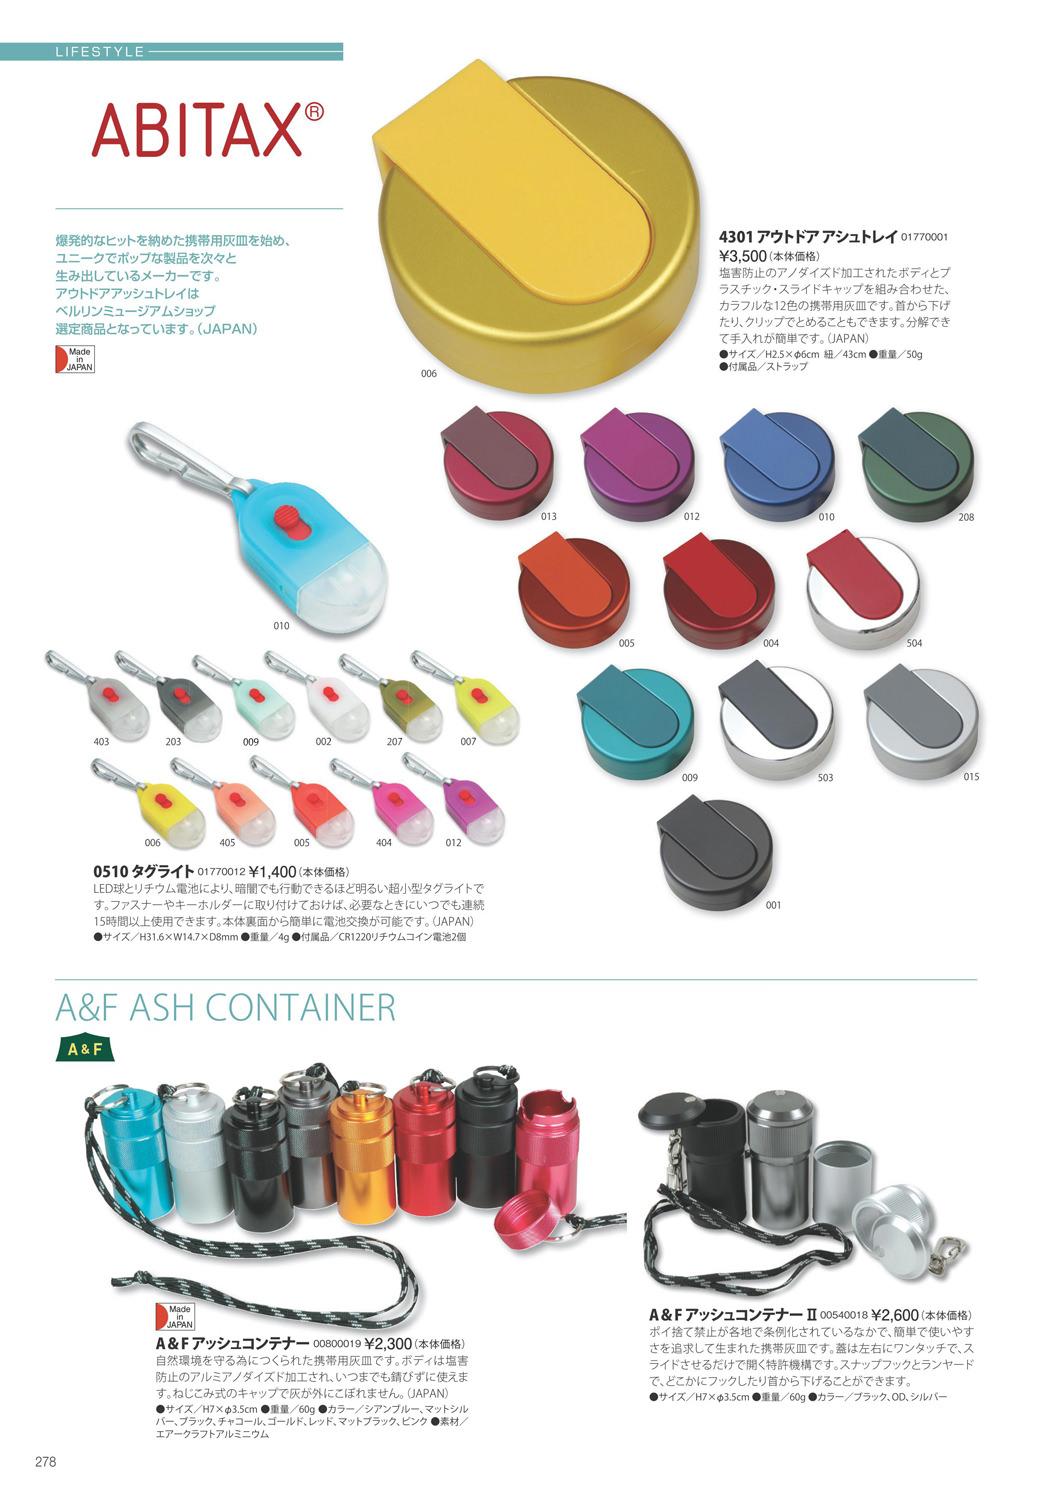 LIFESTYLE
ABITAX®
爆発的なヒットを納めた携帯用灰皿を始め、
ユニークでポップな製品を次々と
生み出しているメーカーです。
アウトドアアッシュトレイは
ベルリンミュージアムショップ
選定商品となっています。(JAPAN)
Made
in
JAPAN
006
4301 アウトドア アシュトレイ 01770001
¥3,500(本体価格)
塩害防止のアノダイズド加工されたボディとプ
ラスチック・スライドキャップを組み合わせた、
カラフルな12色の携帯用灰皿です。首から下げ
たり、クリップでとめることもできます。分解でき
て手入れが簡単です。(JAPAN)
●サイズ／H2.5×φ6cm 紐／43cm ●重量／50g
●付属品／ストラップ
013
012
010
208
005
004
504
009
503
015
001
010
403
203
009
002
207
007
006
405
005
404
012
0510 タグライト 01770012 ¥1,400(本体価格)
LED球とリチウム電池により、暗闇でも行動できるほど明るい超小型タグライトで
す。ファスナーやキーホルダーに取り付けておけば、必要なときにいつでも連続
15時間以上使用できます。本体裏面から簡単に電池交換が可能です。(JAPAN)
●サイズ／H31.6×W14.7×D8mm ●重量／4g ●付属品／CR1220リチウムコイン電池2個
A&F ASH CONTAINER
A&F
Made
in
JAPAN
A&F アッシュコンテナー 00800019 ¥2,300(本体価格)
自然環境を守る為につくられた携帯用灰皿です。ボディは塩害
防止のアルミアノダイズド加工され、いつまでも錆びずに使えま
す。ねじこみ式のキャップで灰が外にこぼれません。(JAPAN)
●サイズ／H7×φ3.5cm ●重量／60g ●カラー／シアンブルー、マットシル
バー、ブラック、チャコール、ゴールド、レッド、マットブラック、ピンク ●素材／
エアークラフトアルミニウム
A&F アッシュコンテナー Ⅱ 00540018 ¥2,600(本体価格)
ポイ捨て禁止が各地で条例化されているなかで、簡単で使いやす
さを追求して生まれた携帯灰皿です。蓋は左右にワンタッチで、ス
ライドさせるだけで開く特許機構です。スナップフックとランヤード
で、どこかにフックしたり首から下げることができます。
●サイズ／H7×φ3.5cm ●重量／60g ●カラー／ブラック、OD、シルバー
278